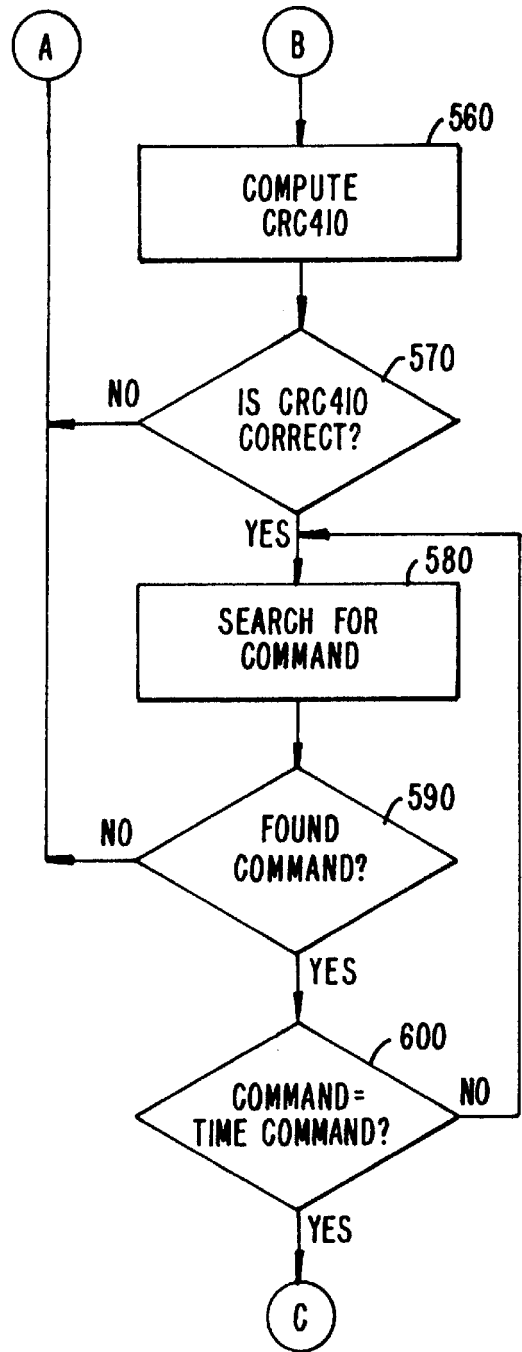 A
B
560
COMPUTE
CRC410
570
NO
IS CRC410
CORRECT?
YES
580
SEARCH FOR
COMMAND
590
NO
FOUND
COMMAND?
YES
600
COMMAND=
TIME COMMAND?
NO
YES
C